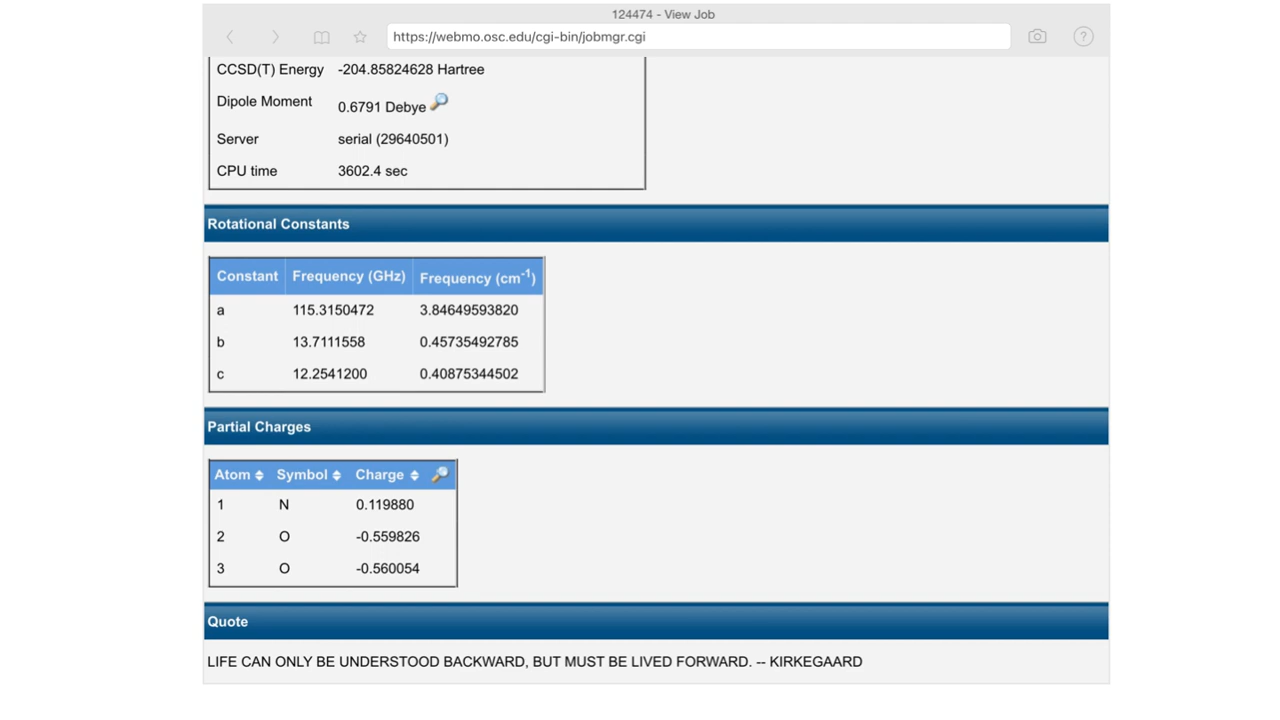 124474 - View Job
https://webmo.osc.edu/cgi-bin/jobmgr.cgi
?
CCSD(T) Energy -204.85824628 Hartree
Dipole Moment 0.6791 Debye
Server serial (29640501)
CPU time 3602.4 sec
Rotational Constants
Constant Frequency (GHz) Frequency (cm-1)
a 115.3150472 3.84649593820
b 13.7111558 0.45735492785
c 12.2541200 0.40875344502
Partial Charges
Atom Symbol Charge
1 N 0.119880
2 O -0.559826
3 O -0.560054
Quote
LIFE CAN ONLY BE UNDERSTOOD BACKWARD, BUT MUST BE LIVED FORWARD. -- KIRKEGAARD